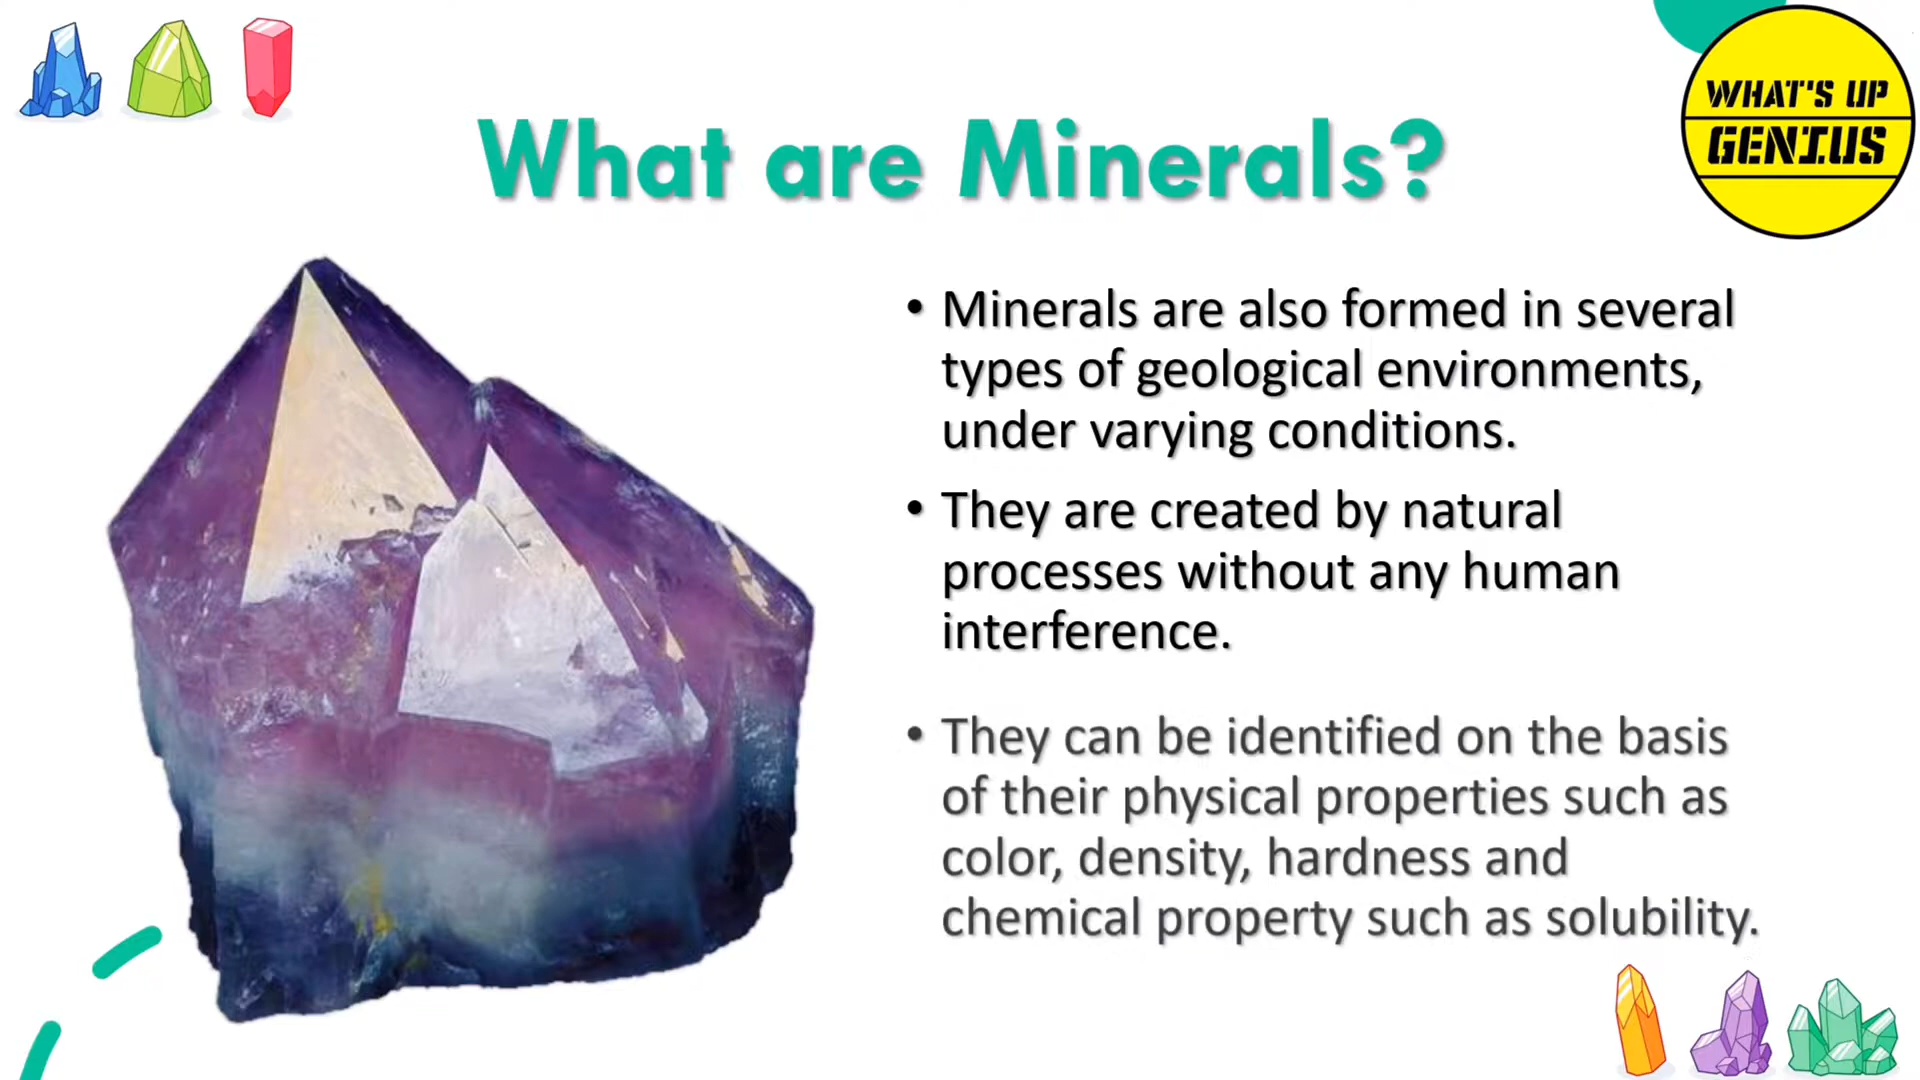 WHAT'S UP
GENIUS
What are Minerals?
• Minerals are also formed in several
types of geological environments,
under varying conditions.
• They are created by natural
processes without any human
interference.
• They can be identified on the basis
of their physical properties such as
color, density, hardness and
chemical property such as solubility.